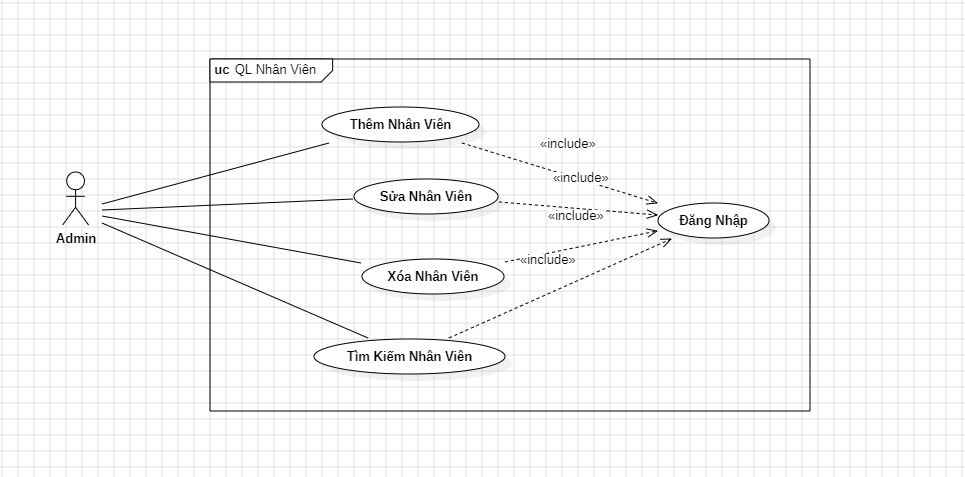 uc QL Nhân Viên
Thêm Nhân Viên
«include»
«include»
Sửa Nhân Viên
«include»
Đăng Nhập
Admin
«include»
Xóa Nhân Viên
Tìm Kiếm Nhân Viên